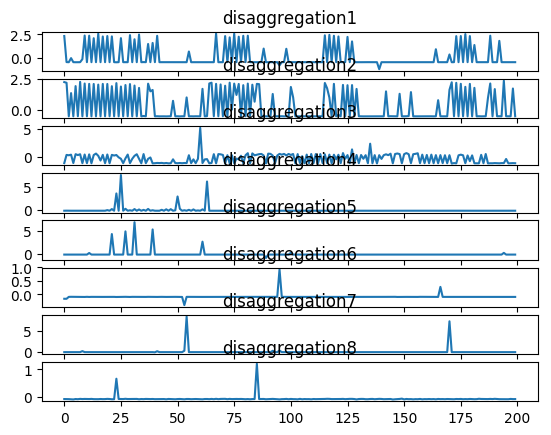 disaggregation1
2.5
0.0
disaggregation2
2.5
0.0
disaggregation3
5
0
disaggregation4
5
0
disaggregation5
5
0
disaggregation6
1.0
0.5
0.0
disaggregation7
5
0
disaggregation8
1
0
0 25 50 75 100 125 150 175 200